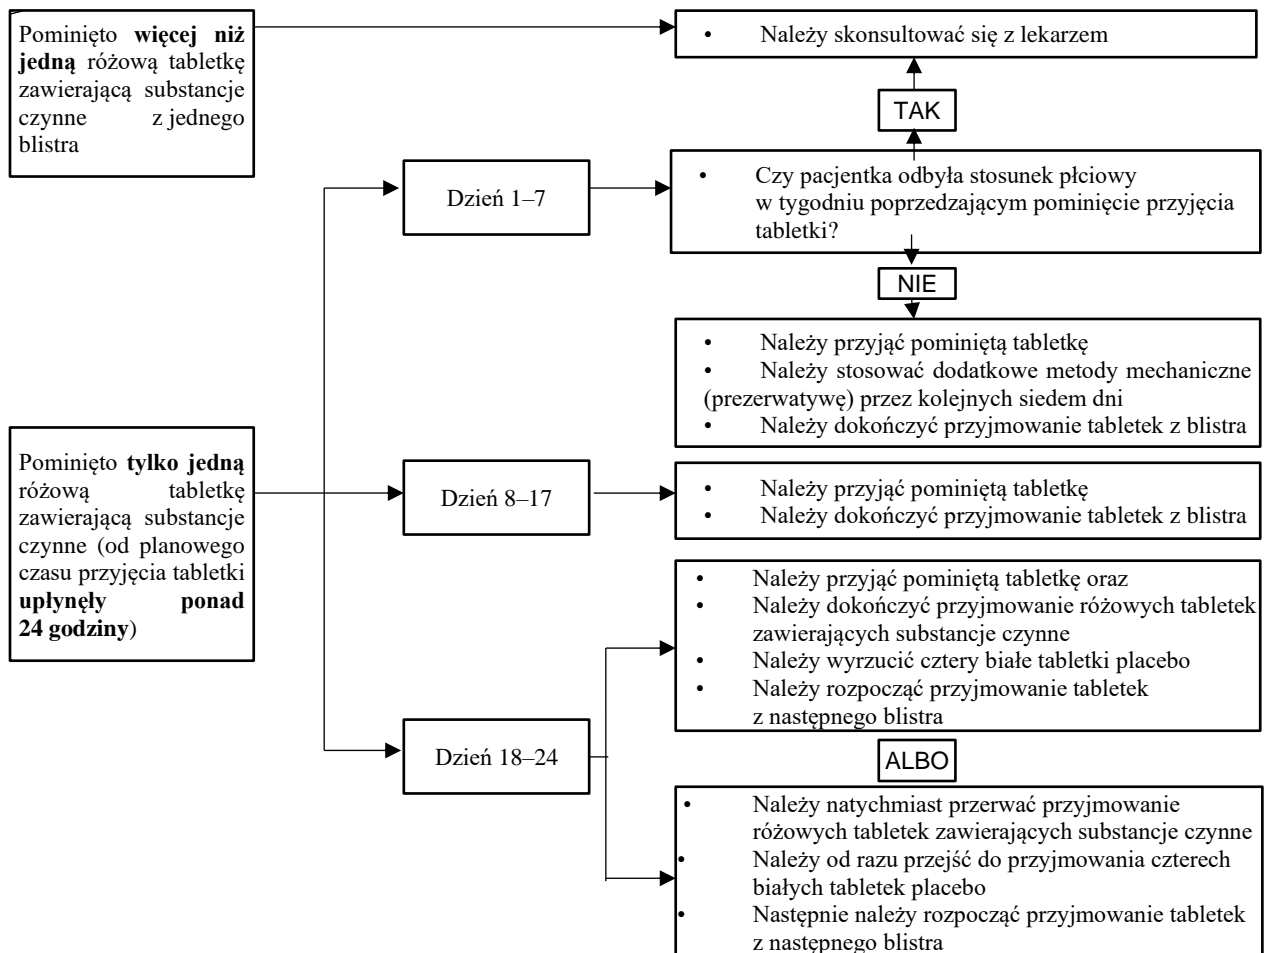 Pominięto więcej niż
jedną różową tabletkę
zawierającą substancje
czynne z jednego
blistra
• Należy skonsultować się z lekarzem
TAK
Dzień 1–7
• Czy pacjentka odbyła stosunek płciowy
w tygodniu poprzedzającym pominięcie przyjęcia
tabletki?
NIE
• Należy przyjąć pominiętą tabletkę
• Należy stosować dodatkowe metody mechaniczne
(prezerwatywę) przez kolejnych siedem dni
• Należy dokończyć przyjmowanie tabletek z blistra
Pominięto tylko jedną
różową tabletkę
zawierającą substancje
czynne (od planowego
czasu przyjęcia tabletki
upłynęły ponad
24 godziny)
Dzień 8–17
• Należy przyjąć pominiętą tabletkę
• Należy dokończyć przyjmowanie tabletek z blistra
Dzień 18–24
• Należy przyjąć pominiętą tabletkę oraz
• Należy dokończyć przyjmowanie różowych tabletek
zawierających substancje czynne
• Należy wyrzucić cztery białe tabletki placebo
• Należy rozpocząć przyjmowanie tabletek
z następnego blistra
ALBO
• Należy natychmiast przerwać przyjmowanie
różowych tabletek zawierających substancje czynne
• Należy od razu przejść do przyjmowania czterech
białych tabletek placebo
• Następnie należy rozpocząć przyjmowanie tabletek
z następnego blistra